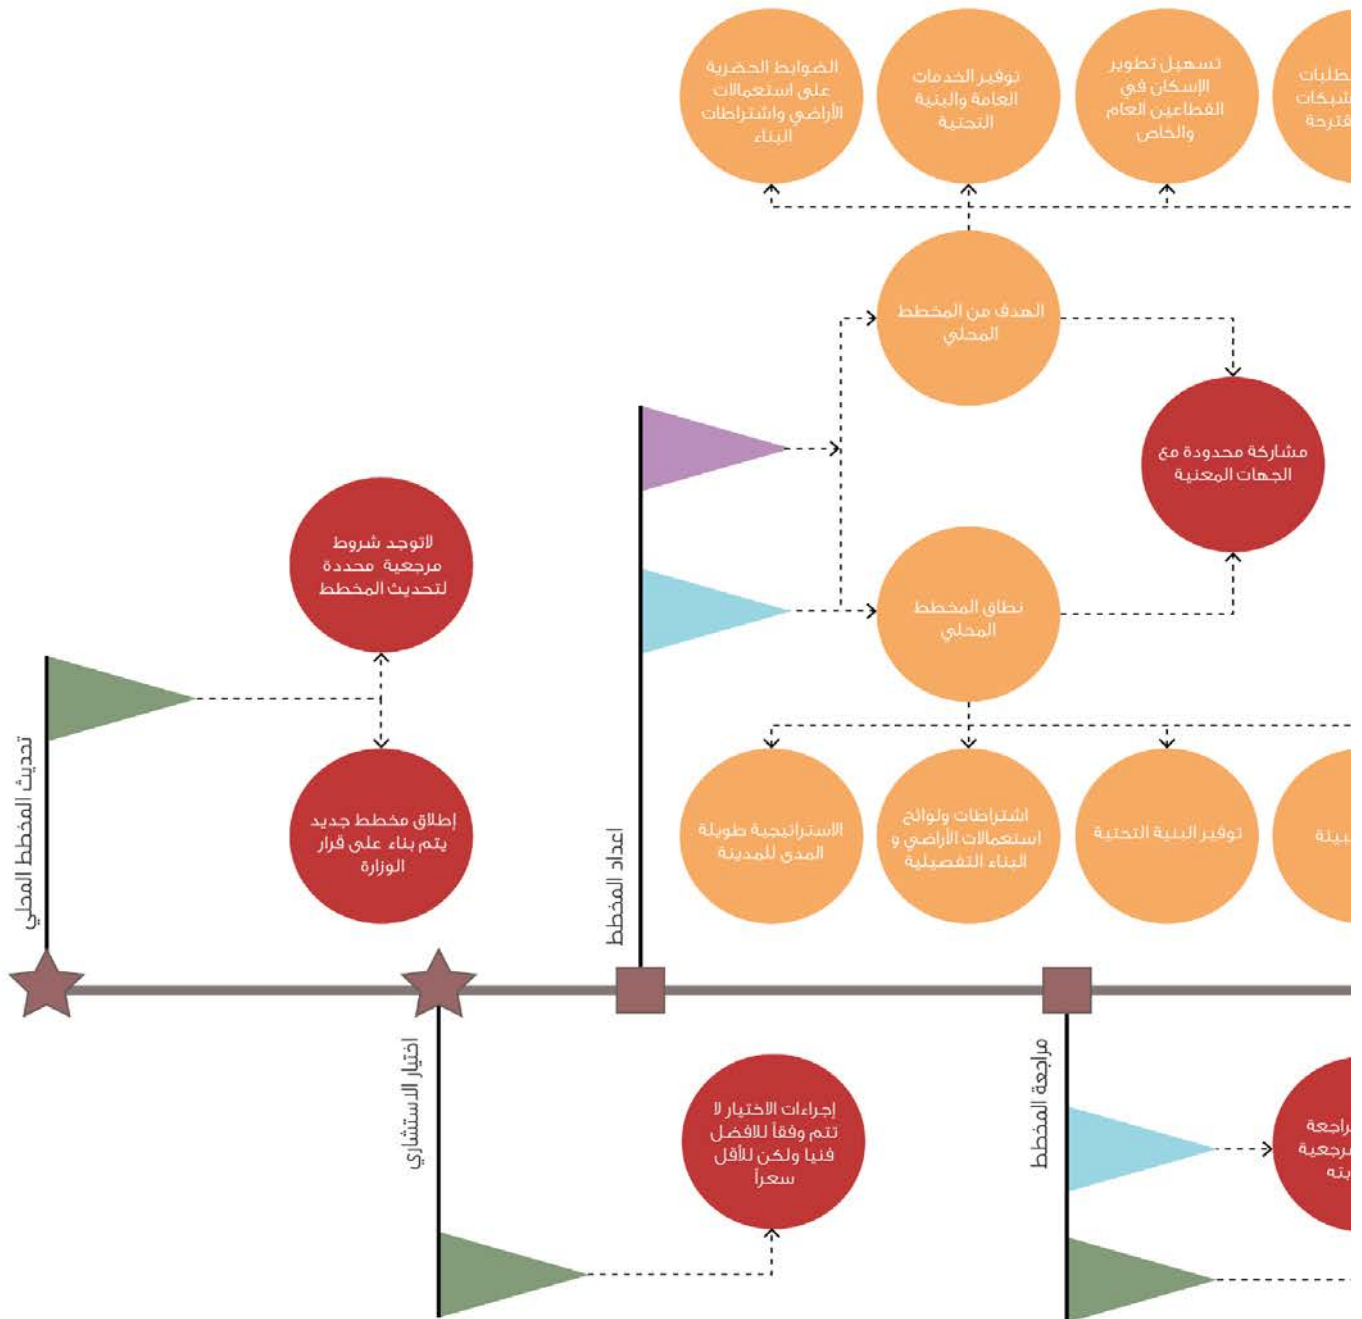 الضوابط الحضرية
على استعمالات
الأراضي واشتراطات
البناء
توفير الخدمات
العامة والبنية
التحتية
تسهيل تطوير
الإسكان في
القطاعين العام
والخاص
شبكات
الهدف من المخطط
المحلي
مشاركة محدودة مع
الجهات المعنية
نطاق المخطط
المحلي
لاتوجد شروط
مرجعية محددة
لتحديث المخطط
إطلاق مخطط جديد
يتم بناء على قرار
الوزارة
الاستراتيجية طويلة
المدى للمدينة
اشتراطات ولوائح
استعمالات الأراضي و
البناء التفصيلية
توفير البنية التحتية
تحديث المخطط المحلي
اعداد المخطط
اختيار الاستشاري
مراجعة المخطط
إجراءات الاختيار لا
تتم وفقاً للافضل
فنيا ولكن للأقل
سعراً